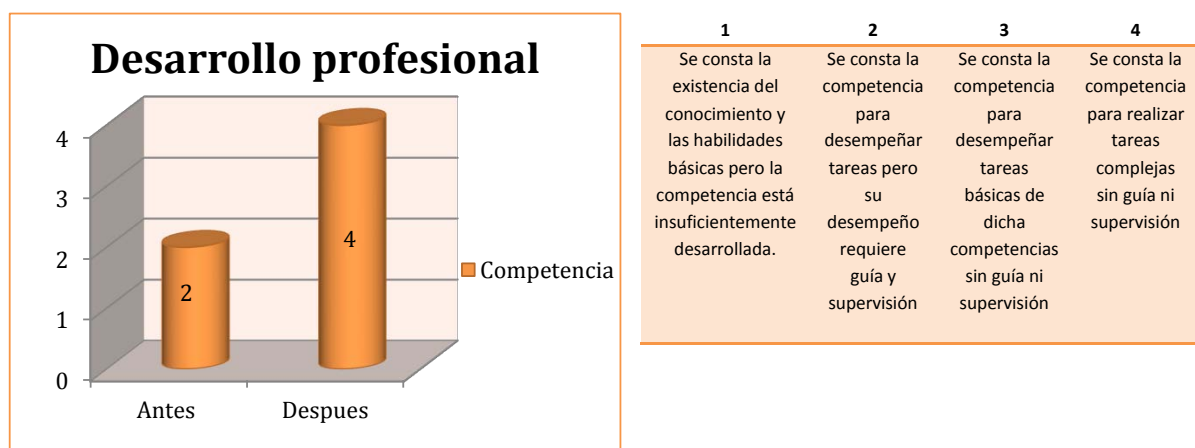 Desarrollo profesional
4
3
2
1
0
2
4
Antes
Despues
Competencia
1
Se consta la
existencia del
conocimiento y
las habilidades
básicas pero la
competencia está
insuficientemente
desarrollada.
2
Se consta la
competencia
para
desempeñar
tareas pero
su
desempeño
requiere
guía y
supervisión
3
Se consta la
competencia
para
desempeñar
tareas
básicas de
dicha
competencias
sin guía ni
supervisión
4
Se consta la
competencia
para realizar
tareas
complejas
sin guía ni
supervisión